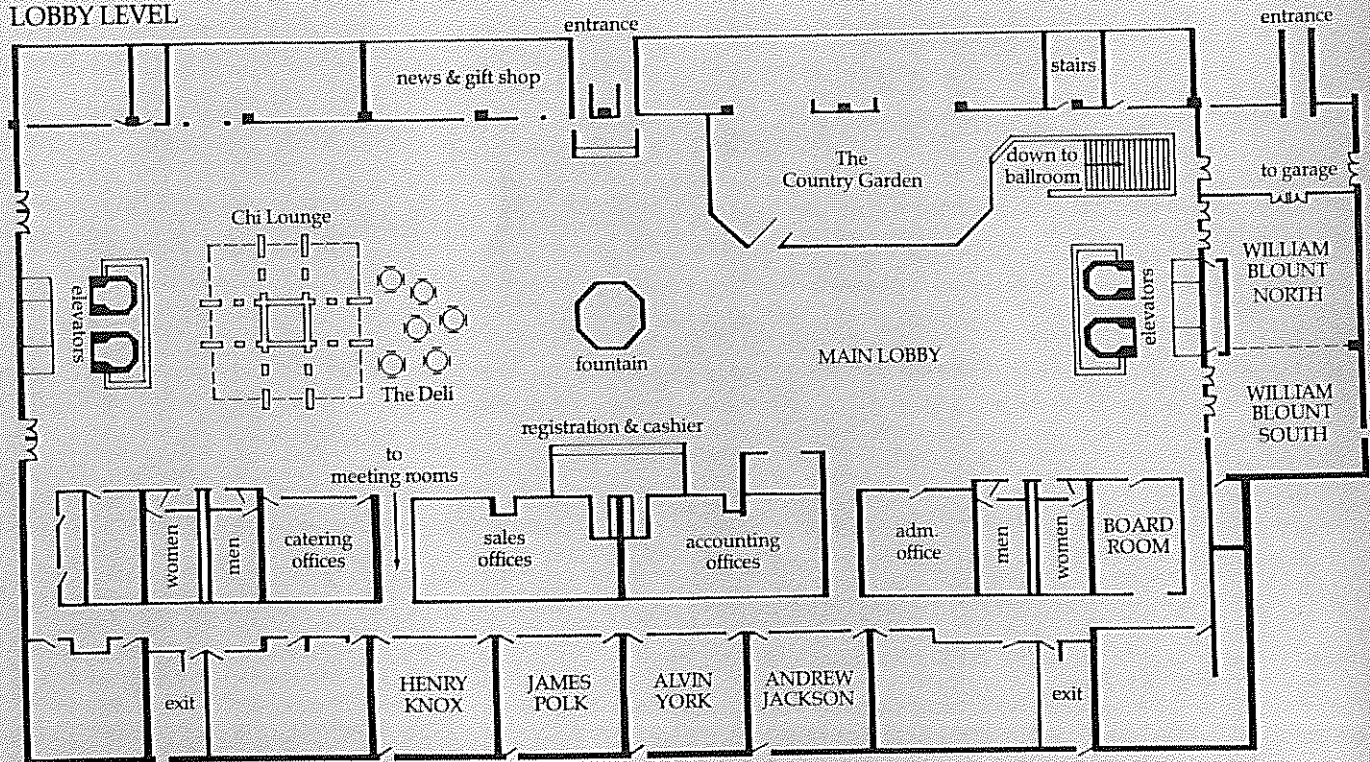 LOBBY LEVEL
entrance
entrance
news & gift shop
stairs
The
Country Garden
down to
ballroom
to garage
Chi Lounge
WILLIAM
BLOUNT
NORTH
elevators
elevators
fountain
MAIN LOBBY
The Deli
WILLIAM
BLOUNT
SOUTH
registration & cashier
to
meeting rooms
women
men
catering
offices
sales
offices
accounting
offices
adm.
office
men
women
BOARD
ROOM
exit
HENRY
KNOX
JAMES
POLK
ALVIN
YORK
ANDREW
JACKSON
exit